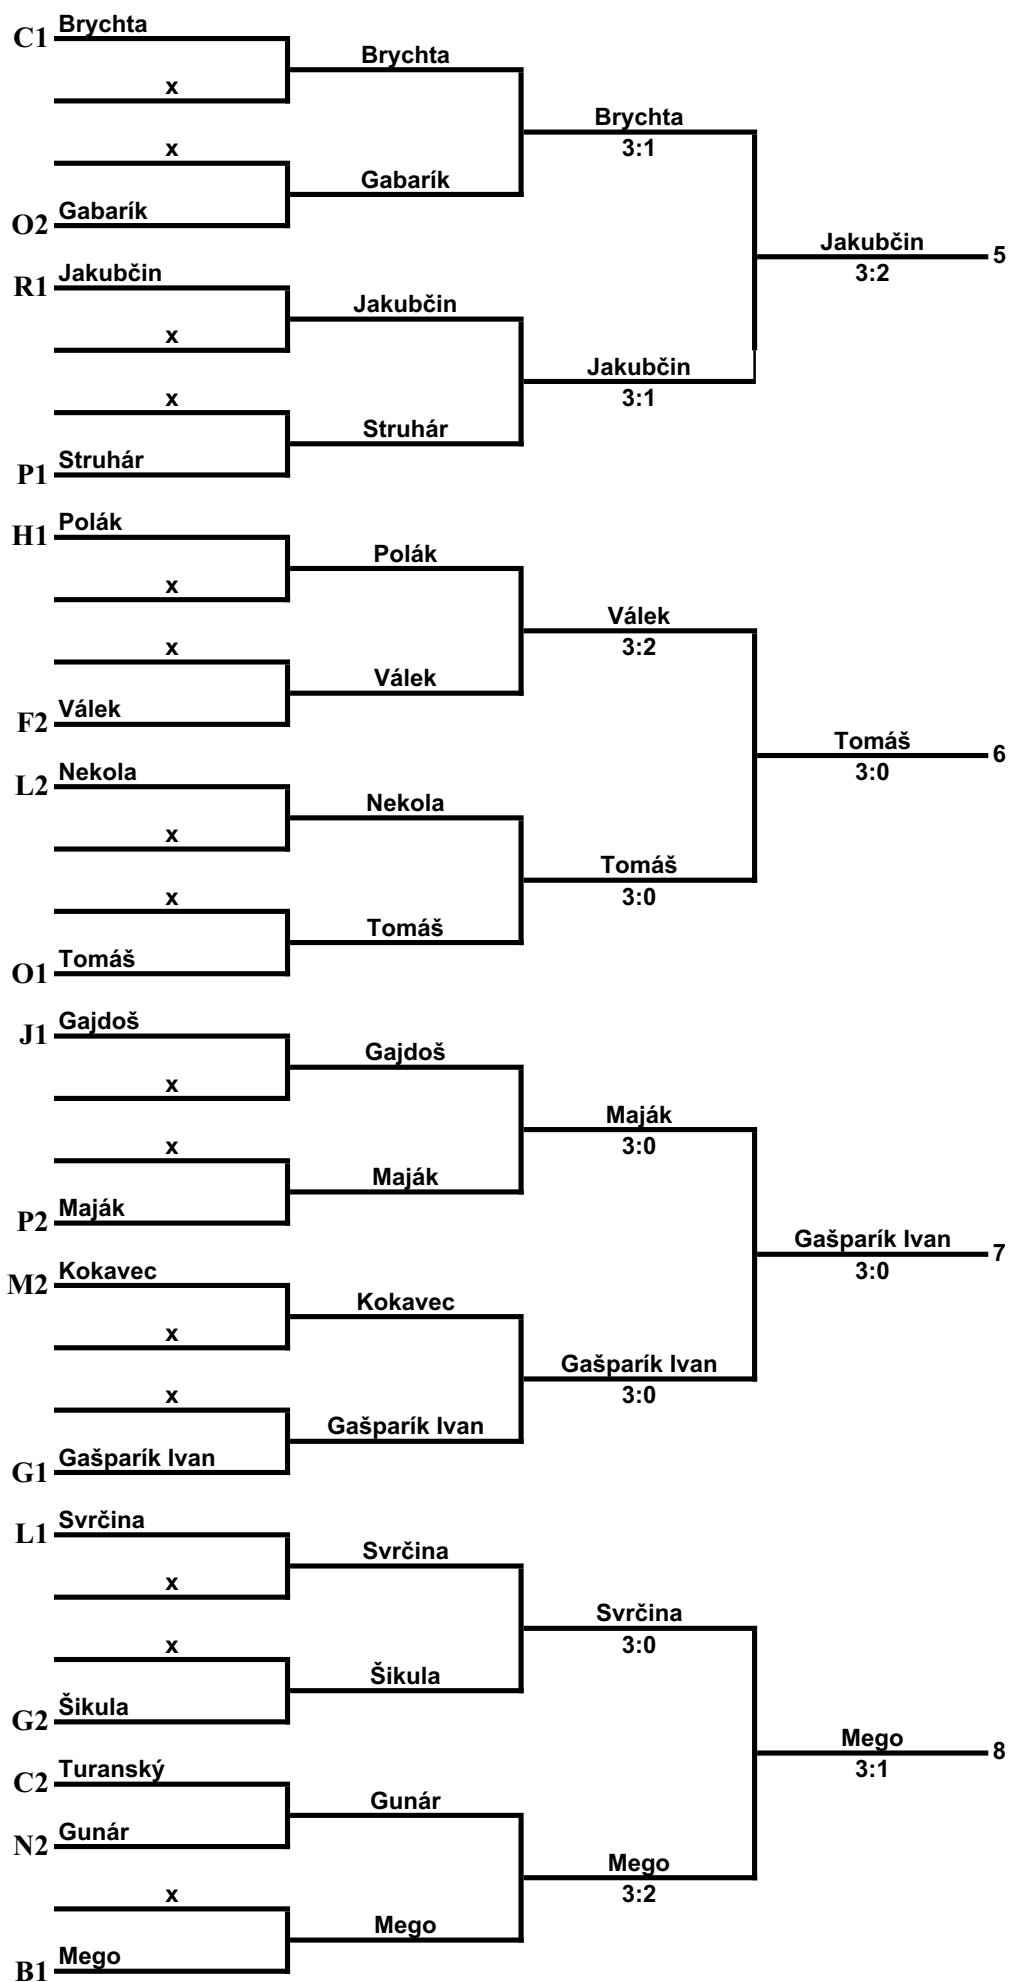 C1 Brychta
Brychta
x
Brychta
3:1
x
Gabarík
O2 Gabarík
Jakubčin 5
3:2
R1 Jakubčin
Jakubčin
x
Jakubčin
3:1
x
Struhár
P1 Struhár
H1 Polák
Polák
x
Válek
3:2
x
Válek
F2 Válek
Tomáš 6
3:0
L2 Nekola
Nekola
x
Tomáš
3:0
x
Tomáš
O1 Tomáš
J1 Gajdoš
Gajdoš
x
Maják
3:0
x
Maják
P2 Maják
Gašparík Ivan 7
3:0
M2 Kokavec
Kokavec
x
Gašparík Ivan
3:0
x
Gašparík Ivan
G1 Gašparík Ivan
L1 Svrčina
Svrčina
x
Svrčina
3:0
x
Šikula
G2 Šikula
Mego 8
3:1
C2 Turanský
Gunár
N2 Gunár
Mego
3:2
x
Mego
B1 Mego